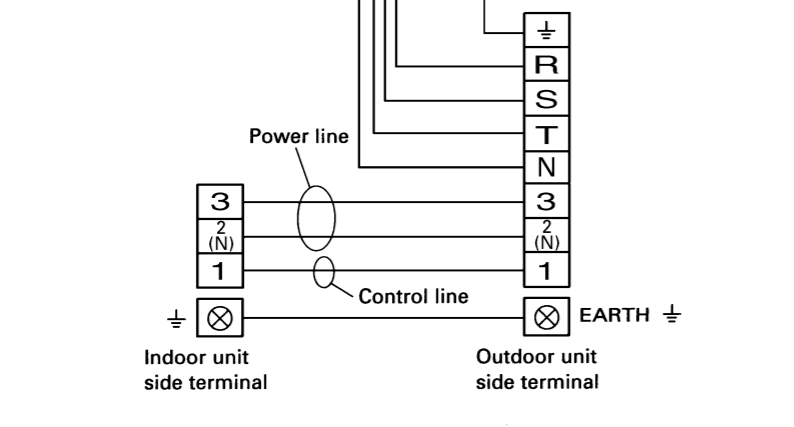 R
S
T
N
Power line
3
2
(N)
1
3
2
(N)
1
Control line
EARTH
Indoor unit
side terminal
Outdoor unit
side terminal